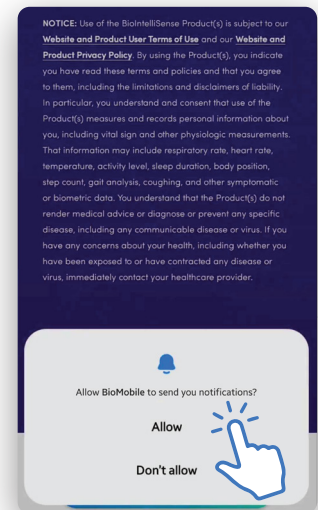 NOTICE: Use of the BioIntelliSense Product(s) is subject to our
Website and Product User Terms of Use and our Website and
Product Privacy Policy. By using the Product(s), you indicate
you have read these terms and policies and that you agree
to them, including the limitations and disclaimers of liability.
In particular, you understand and consent that use of the
Product(s) measures and records personal information about
you, including vital sign and other physiologic measurements.
That information may include respiratory rate, heart rate,
temperature, activity level, sleep duration, body position,
step count, gait analysis, coughing, and other symptomatic
or biometric data. You understand that the Product(s) do not
render medical advice or diagnose or prevent any specific
disease, including any communicable disease or virus. If you
have any concerns about your health, including whether you
have been exposed to or have contracted any disease or
virus, immediately contact your healthcare provider.
Allow BioMobile to send you notifications?
Allow
Don't allow